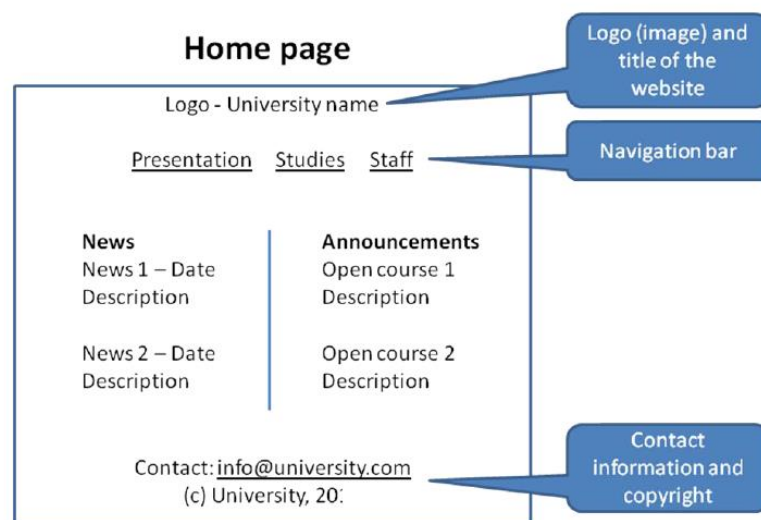 Home page
Logo (image) and
title of the
website
Logo - University name
Navigation bar
Presentation Studies Staff
News
News 1 – Date
Description
News 2 – Date
Description
Announcements
Open course 1
Description
Open course 2
Description
Contact: info@university.com
(c) University,
Contact
information and
copyright